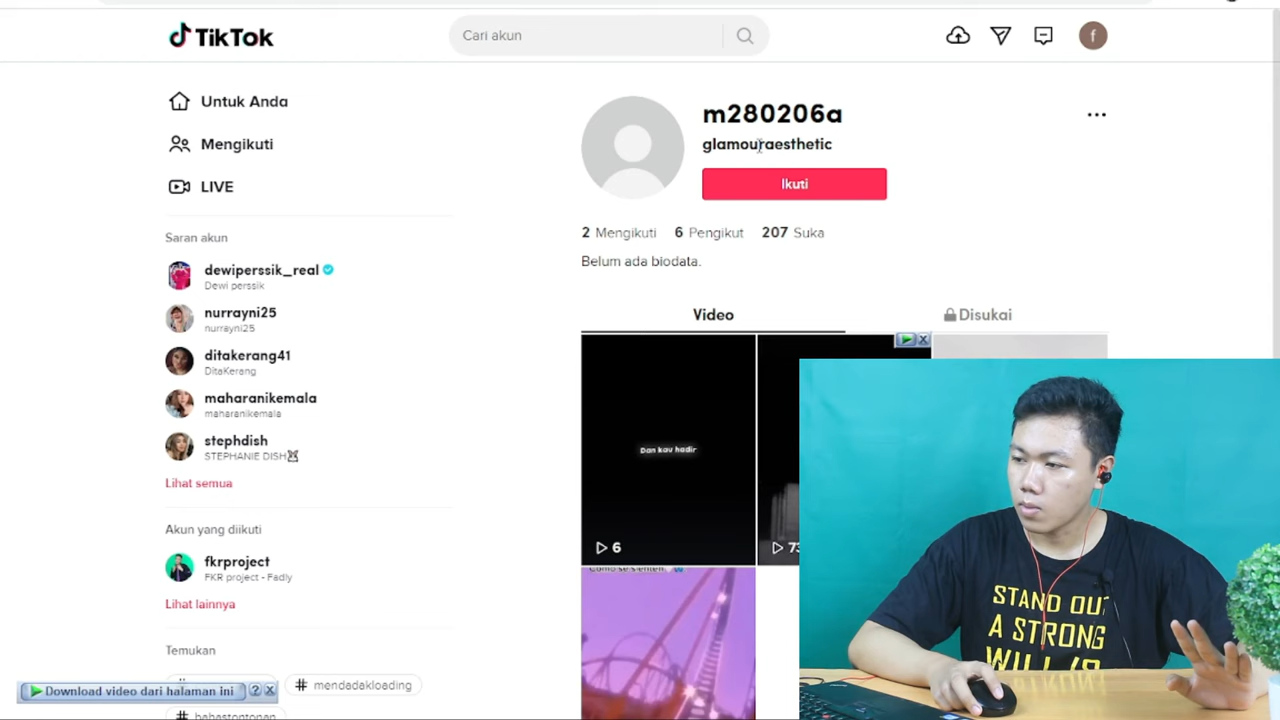 TikTok
Cari akun
f
Untuk Anda
Mengikuti
LIVE
Saran akun
dewiperssik_real
Dewi perssik
nurrayni25
nurrayni25
ditakerang41
DitaKerang
maharanikemala
maharanikemala
stephdish
STEPHANIE DISH
Lihat semua
Akun yang diikuti
fkrproject
FKR project - Fadly
Lihat lainnya
Temukan
# mendadakloading
# bahastontonan
Download video dari halaman ini ? X
m280206a
glamouraesthetic
Ikuti
2 Mengikuti 6 Pengikut 207 Suka
Belum ada biodata.
Video
Disukai
Dan kau hadir
6
73
STAND OUT
A STRONG